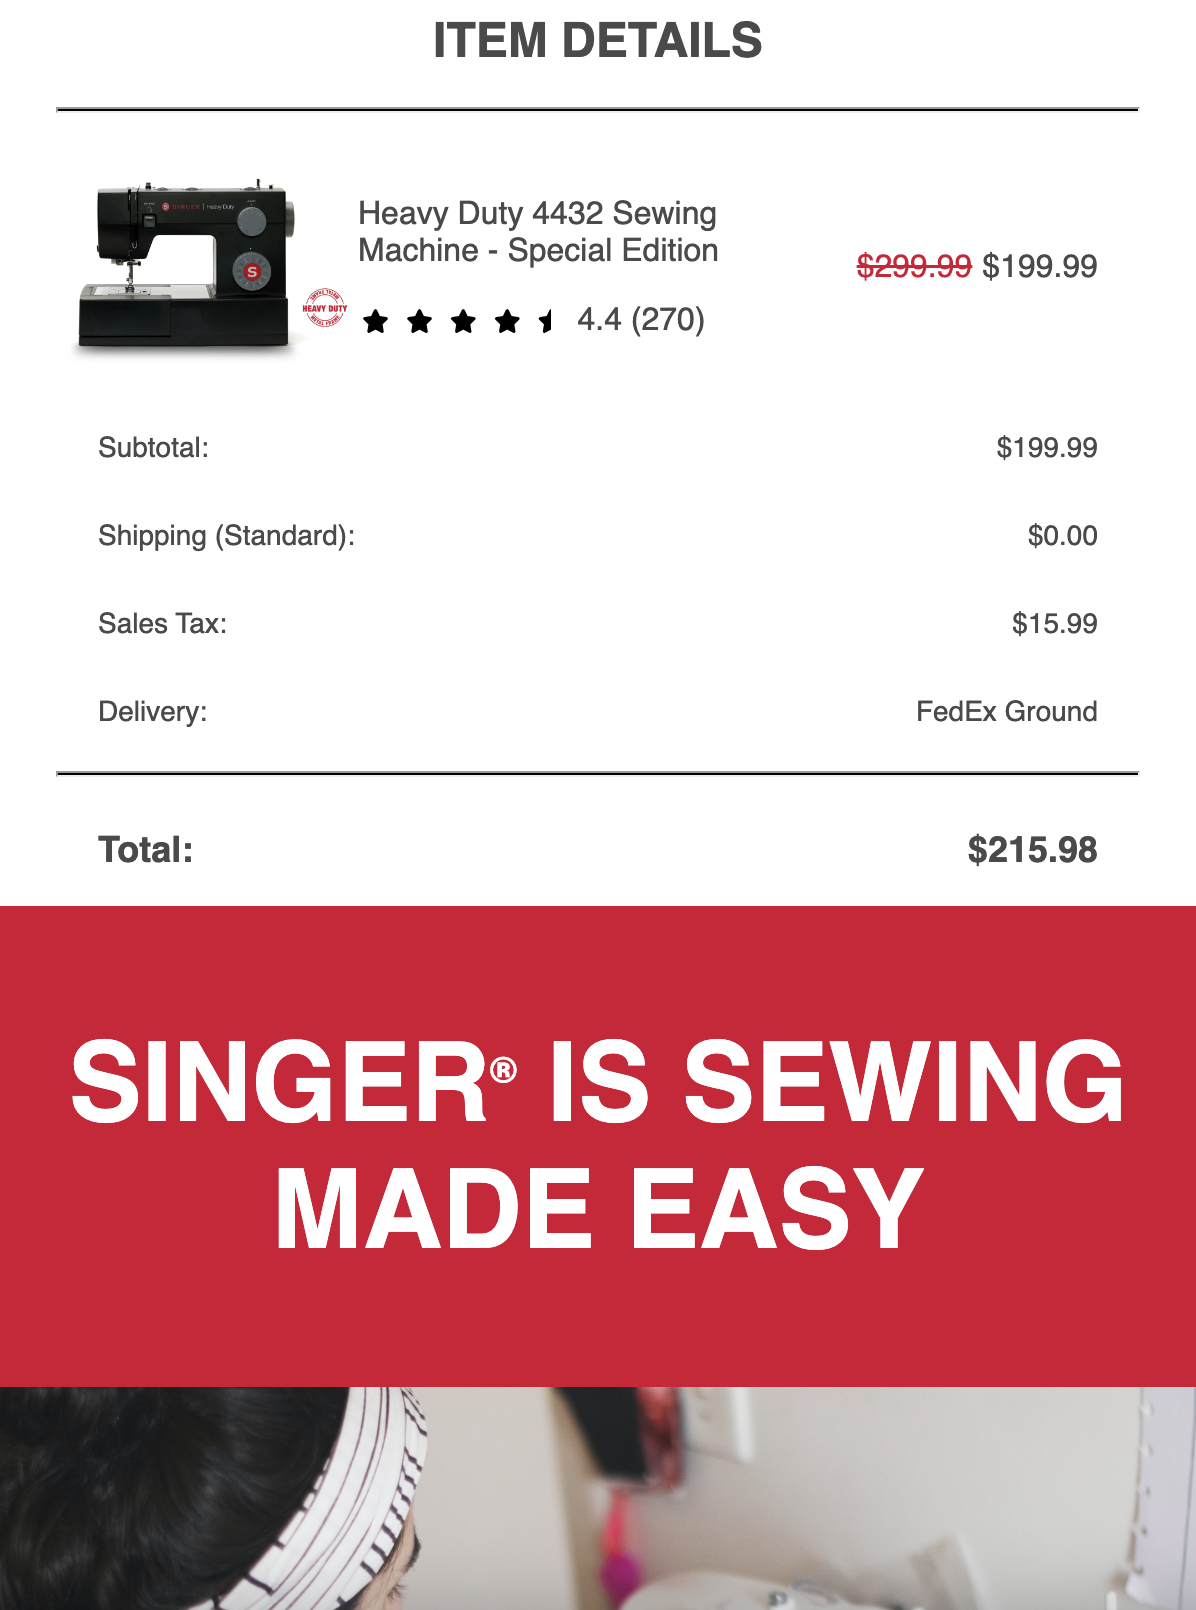 ITEM DETAILS
SINGER | Heavy Duty
S
HEAVY DUTY
METAL FRAME
Heavy Duty 4432 Sewing
Machine - Special Edition
$299.99 $199.99
4.4 (270)
Subtotal: $199.99
Shipping (Standard): $0.00
Sales Tax: $15.99
Delivery: FedEx Ground
Total: $215.98
SINGER® IS SEWING
MADE EASY